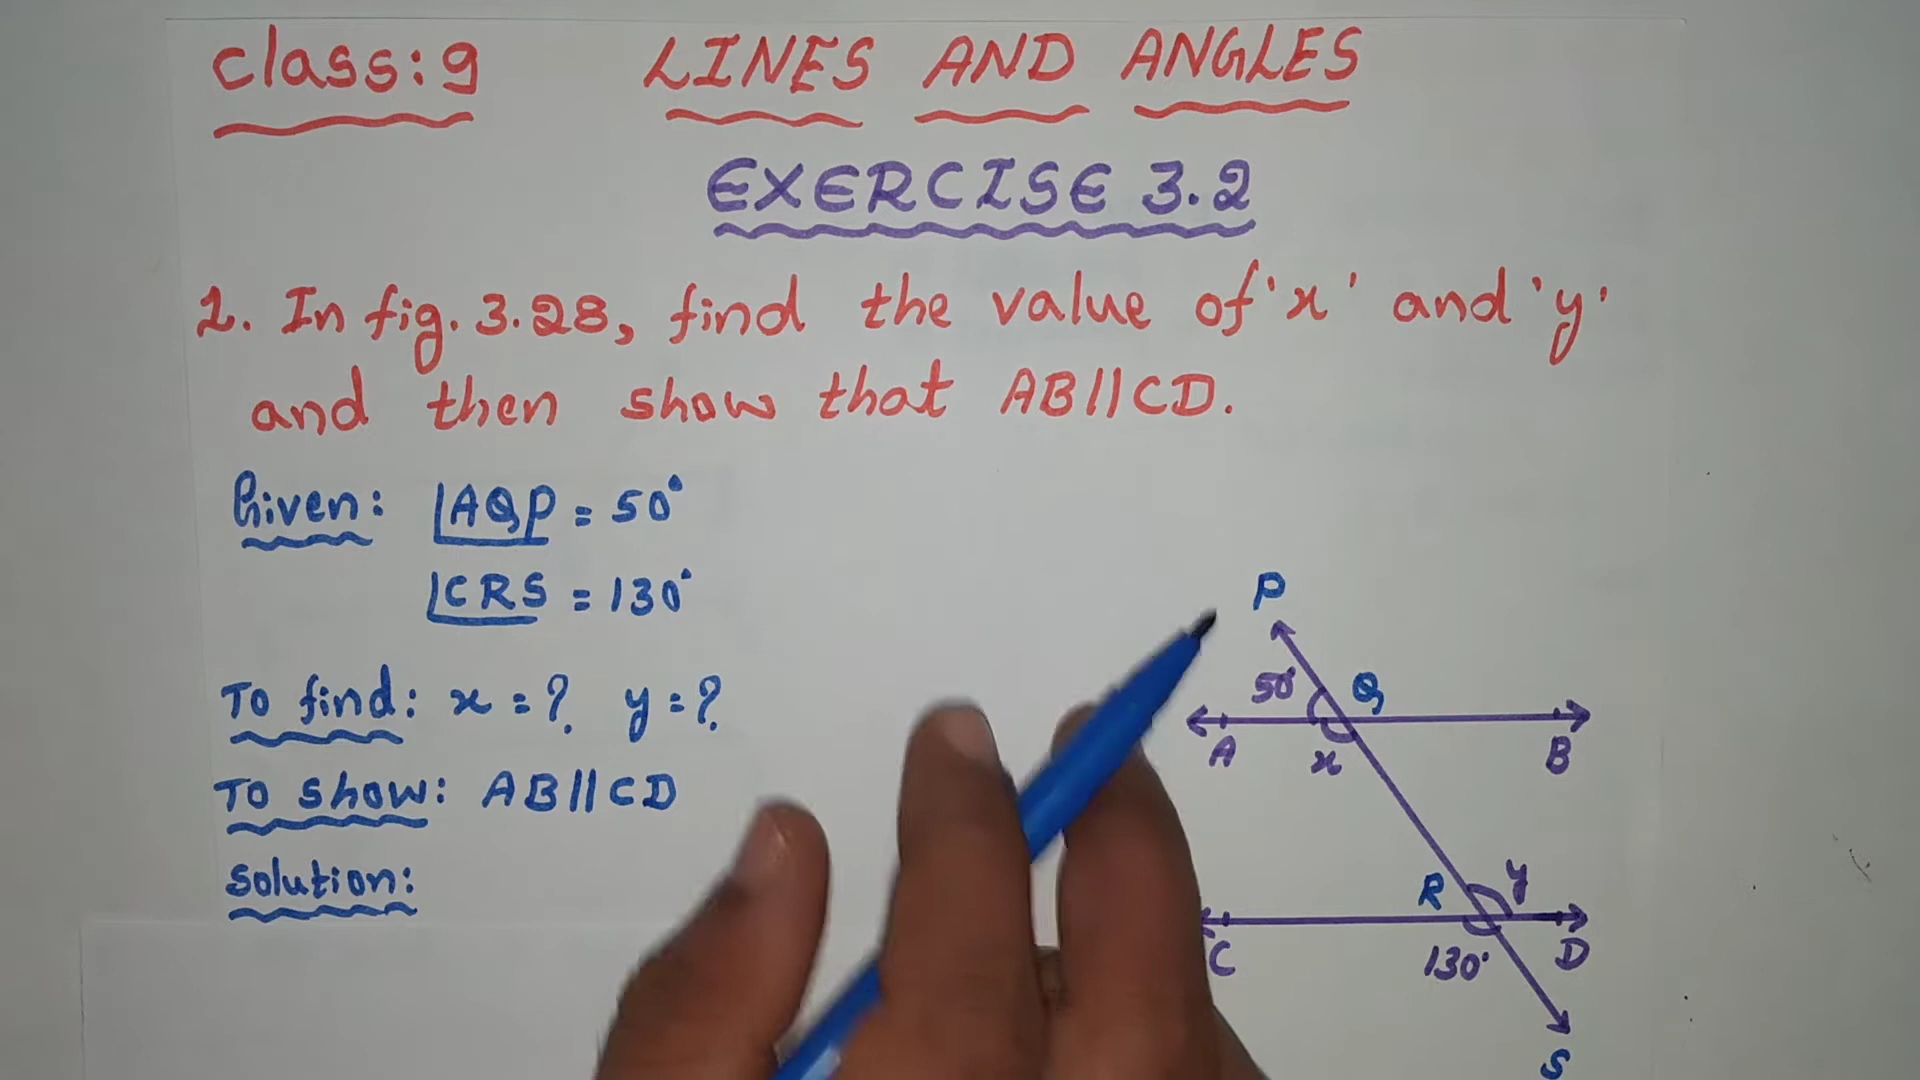 class:9 LINES AND ANGLES
EXERCISE 3.2
1. In fig. 3.28, find the value of 'x' and 'y'
and then show that AB||CD.
Given: ∠AQP = 50°
∠CRS = 130°
To find: x = ? y = ?
To show: AB||CD
Solution:
P
50° Q
A x B
R y
C 130° D
S